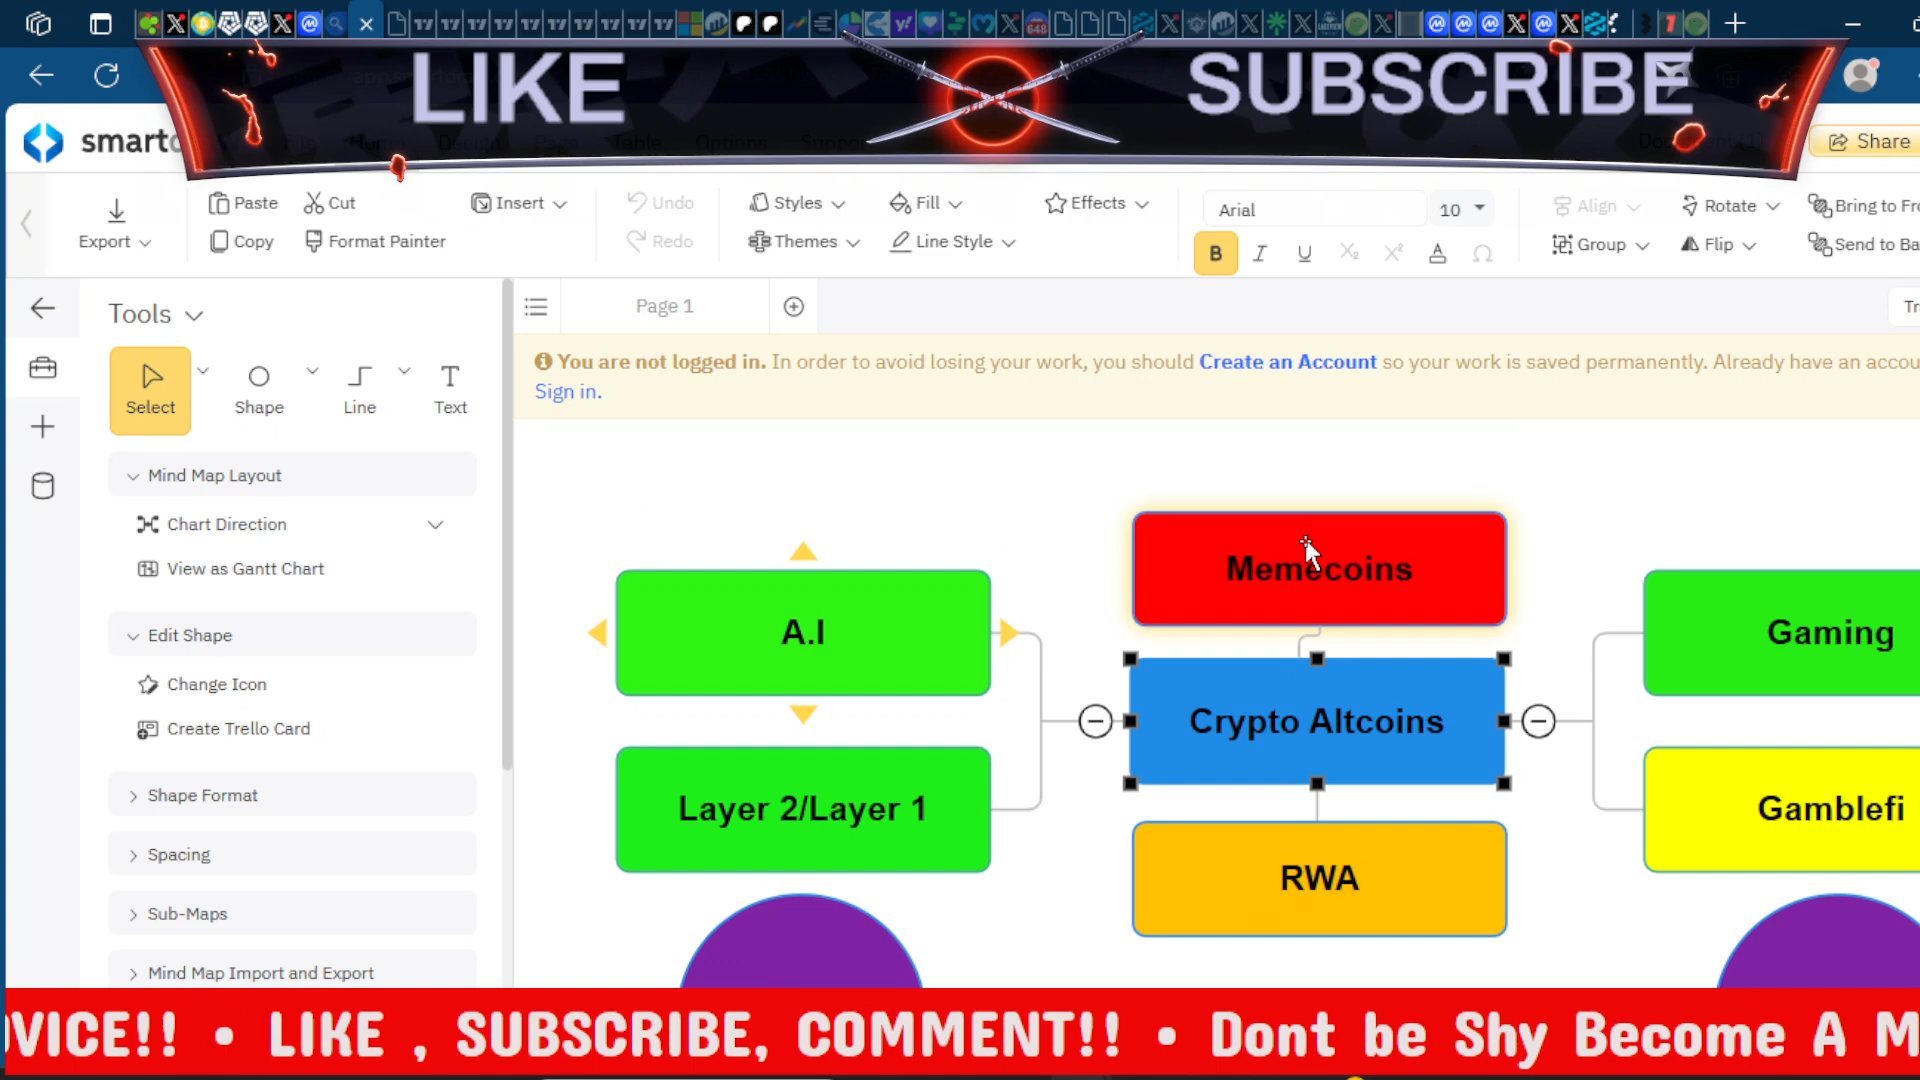 LIKE
SUBSCRIBE
smart
Share
Export
Paste
Cut
Copy
Format Painter
Insert
Undo
Redo
Styles
Themes
Fill
Line Style
Effects
Arial
10
B I U
Align
Rotate
Group
Flip
Bring to Fro
Send to Ba
Tools
Select
Shape
Line
Text
Mind Map Layout
Chart Direction
View as Gantt Chart
Edit Shape
Change Icon
Create Trello Card
Shape Format
Spacing
Sub-Maps
Mind Map Import and Export
Page 1
You are not logged in. In order to avoid losing your work, you should Create an Account so your work is saved permanently. Already have an accou
Sign in.
Memecoins
A.I
Crypto Altcoins
Gaming
Layer 2/Layer 1
Gamblefi
RWA
OVICE!! • LIKE , SUBSCRIBE, COMMENT!! • Dont be Shy Become A M